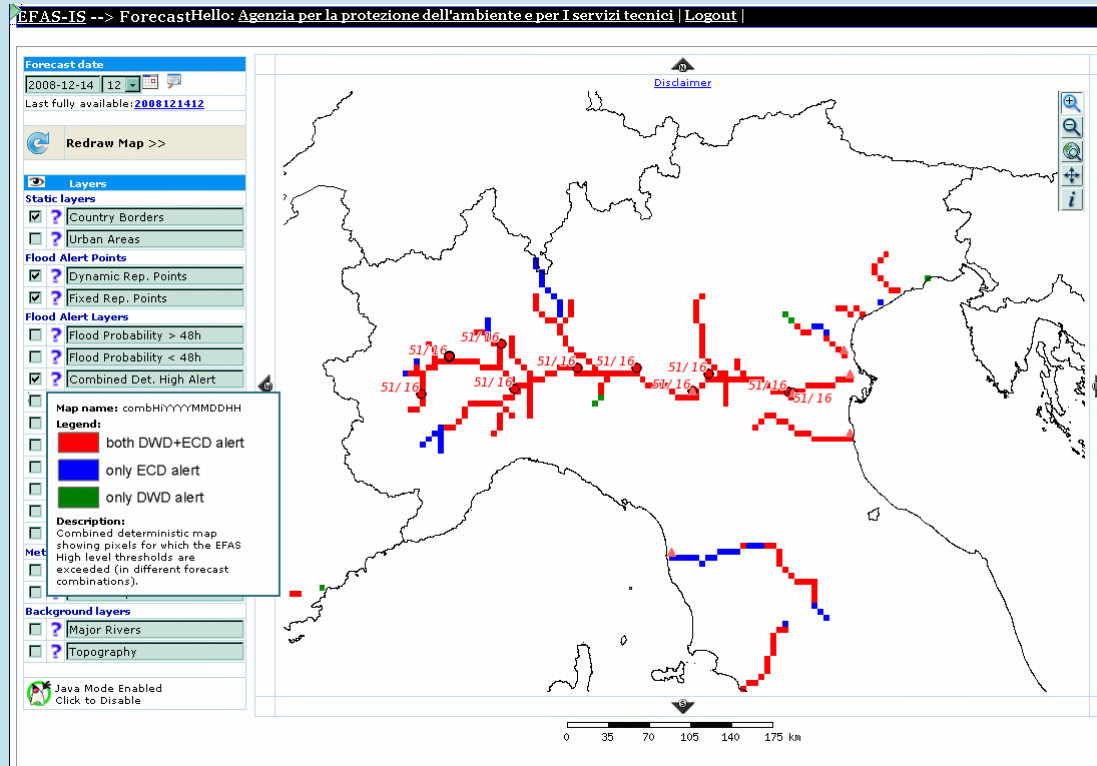 EFAS-IS --> Forecast Hello: Agenzia per la protezione dell'ambiente e per I servizi tecnici | Logout |
Forecast date
2008-12-14 12
Last fully available: 2008121412
Redraw Map >>
Layers
Static layers
? Country Borders
? Urban Areas
Flood Alert Points
? Dynamic Rep. Points
? Fixed Rep. Points
Flood Alert Layers
? Flood Probability > 48h
? Flood Probability < 48h
? Combined Det. High Alert
Map name: combHiYYYYMMDDHH
Legend:
both DWD+ECD alert
only ECD alert
only DWD alert
Description:
Combined deterministic map
showing pixels for which the EFAS
High level thresholds are
exceeded (in different forecast
combinations).
Met
Background layers
? Major Rivers
? Topography
Java Mode Enabled
Click to Disable
N
Disclaimer
i
51/16
51/16
51/16
51/16
51/16
51/16
51/16
51/16
51/16
51/16
S
0 35 70 105 140 175 km